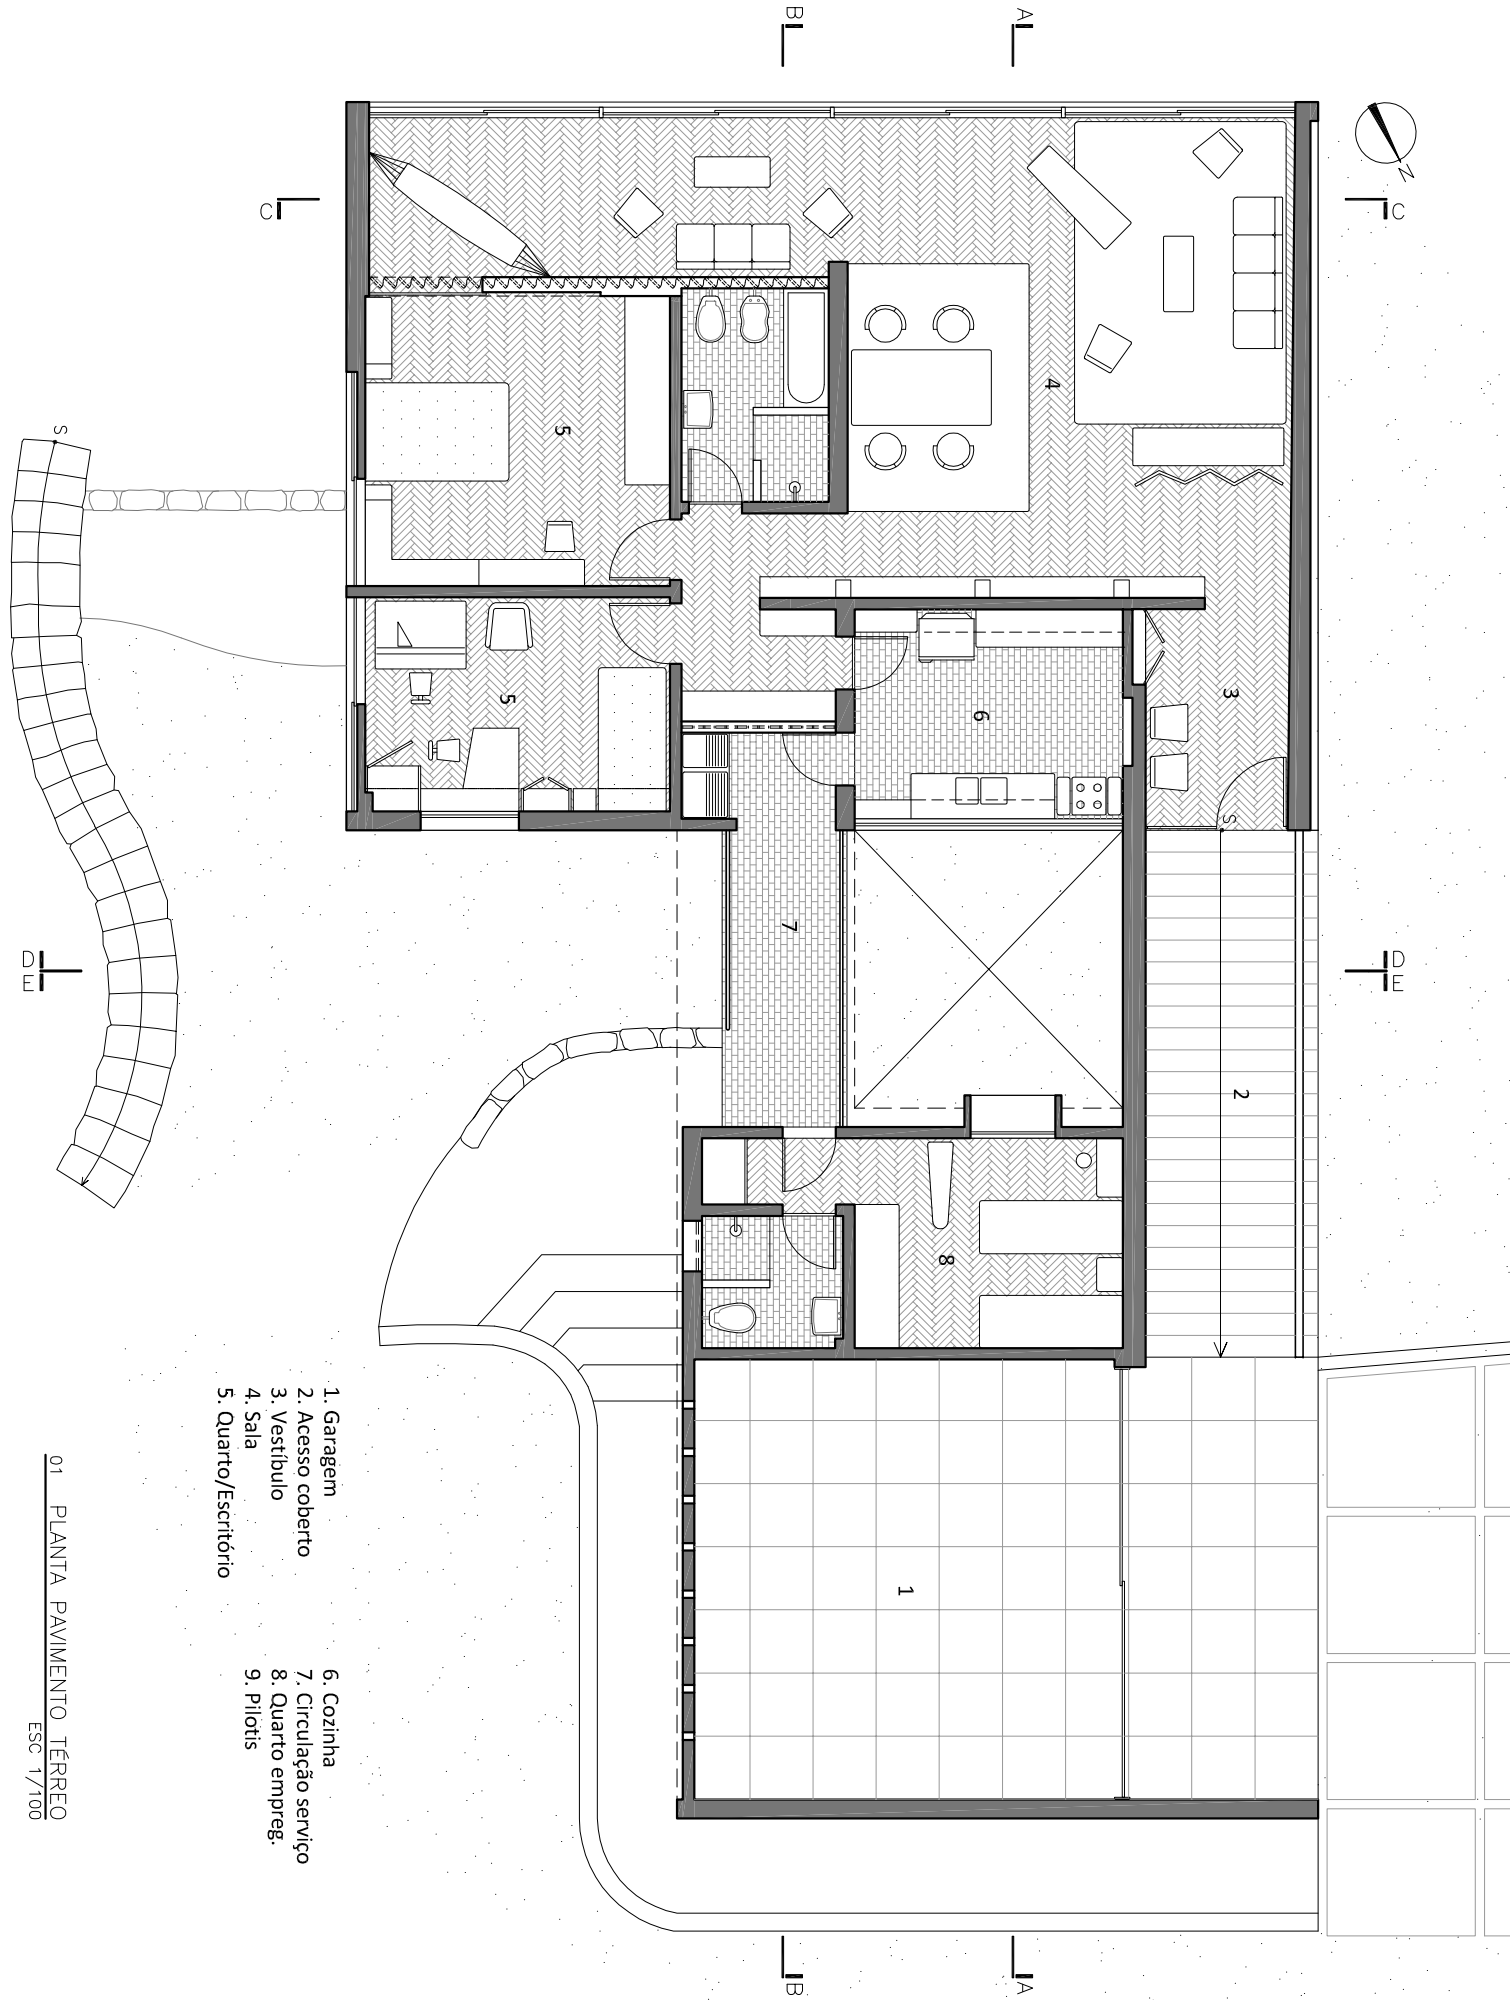 B
A
N
C
C
4
5
S
3
6
5
S
7
D
E
D
E
2
8
1
1. Garagem
2. Acesso coberto
3. Vestíbulo
4. Sala
5. Quarto/Escritório
6. Cozinha
7. Circulação serviço
8. Quarto empreg.
9. Pilotis
01 PLANTA PAVIMENTO TÉRREO
ESC 1/100
B
A